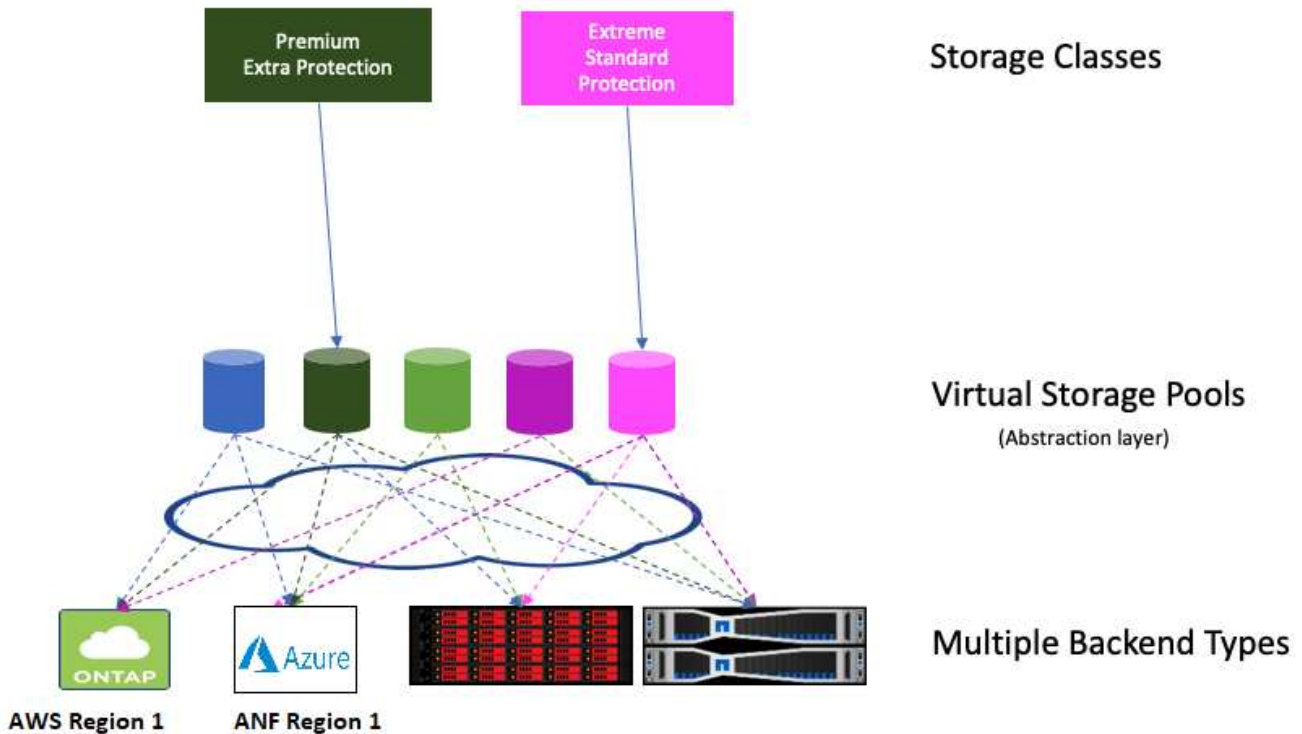 Premium
Extra Protection
Extreme
Standard
Protection
Storage Classes
Virtual Storage Pools
(Abstraction layer)
ONTAP
Azure
Multiple Backend Types
AWS Region 1
ANF Region 1